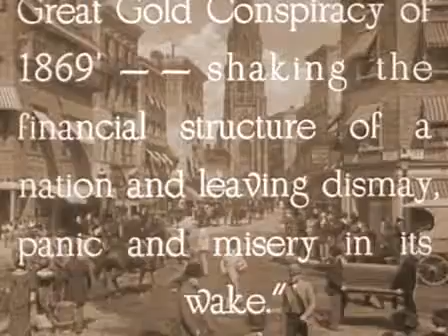 Great Gold Conspiracy of
1869' — — shaking the
financial structure of a
nation and leaving dismay,
panic and misery in its
wake."